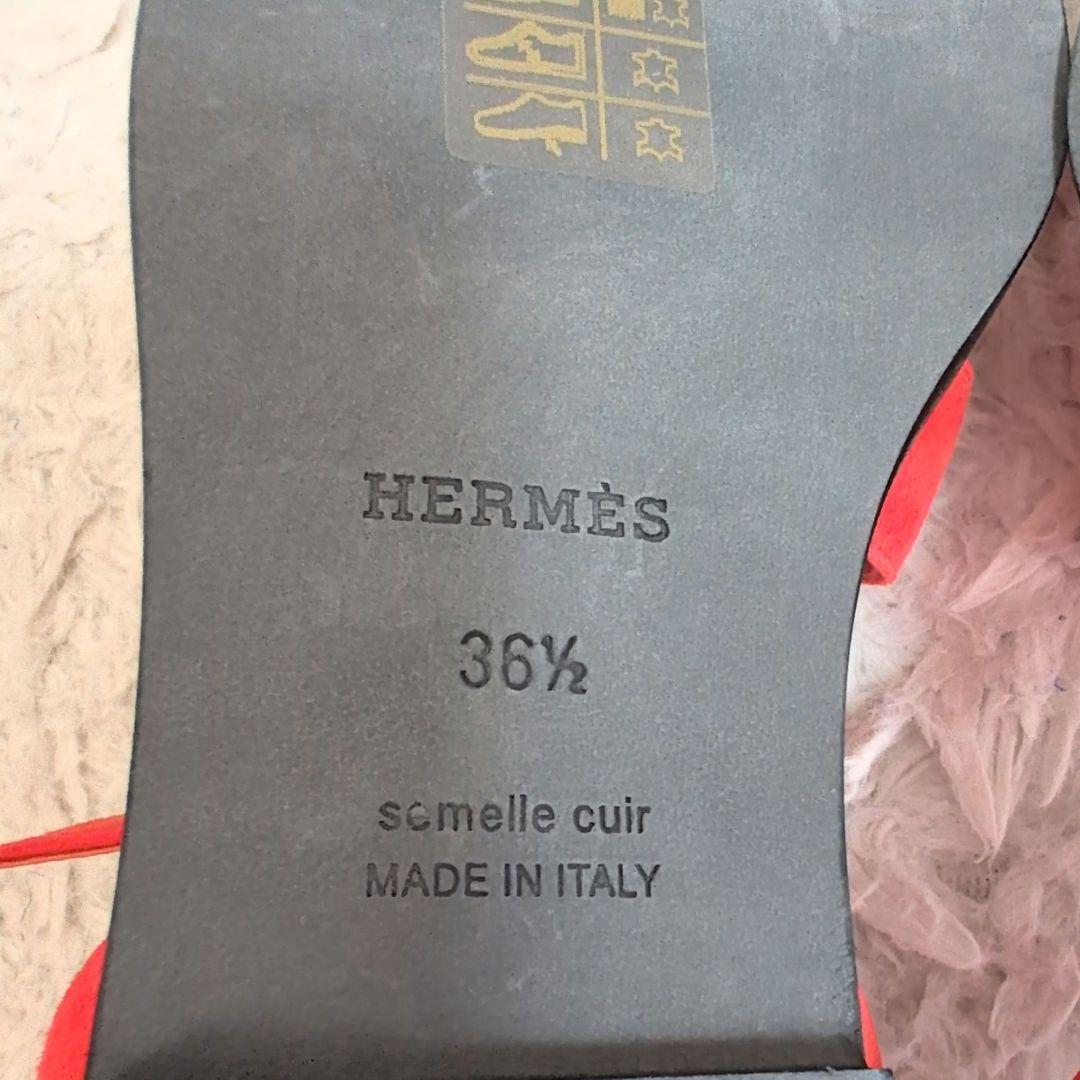 HERMÈS
36½
semelle cuir
MADE IN ITALY